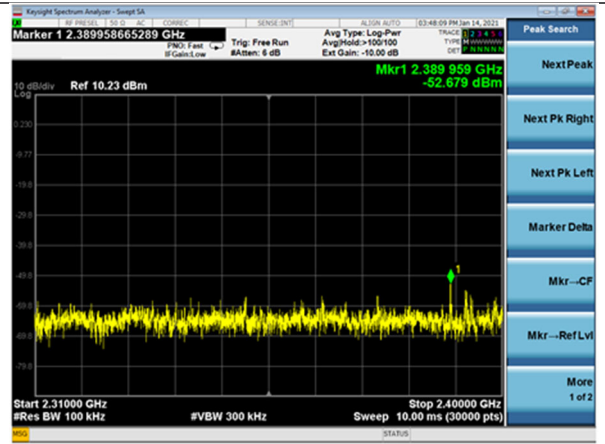 Keysight Spectrum Analyzer - Swept SA
RF PRESEL 50 Ω AC CORREC SENSE:INT ALIGN AUTO 03:48:09 PM Jan 14, 2021
Marker 1 2.389958665289 GHz
PNO: Fast
IFGain:Low
Trig: Free Run
#Atten: 6 dB
Avg Type: Log-Pwr
Avg|Hold:>100/100
Ext Gain: -10.00 dB
TRACE 1 2 3 4 5 6
TYPE MWWWWW
DET P N N N N N
Mkr1 2.389 959 GHz
-52.679 dBm
10 dB/div Ref 10.23 dBm
Log
0.230
-9.77
-19.8
-29.8
-39.8
-49.8
-59.8
-69.8
-79.8
1
Start 2.31000 GHz Stop 2.40000 GHz
#Res BW 100 kHz #VBW 300 kHz Sweep 10.00 ms (30000 pts)
MSG STATUS
Peak Search
Next Peak
Next Pk Right
Next Pk Left
Marker Delta
Mkr→CF
Mkr→Ref Lvl
More
1 of 2